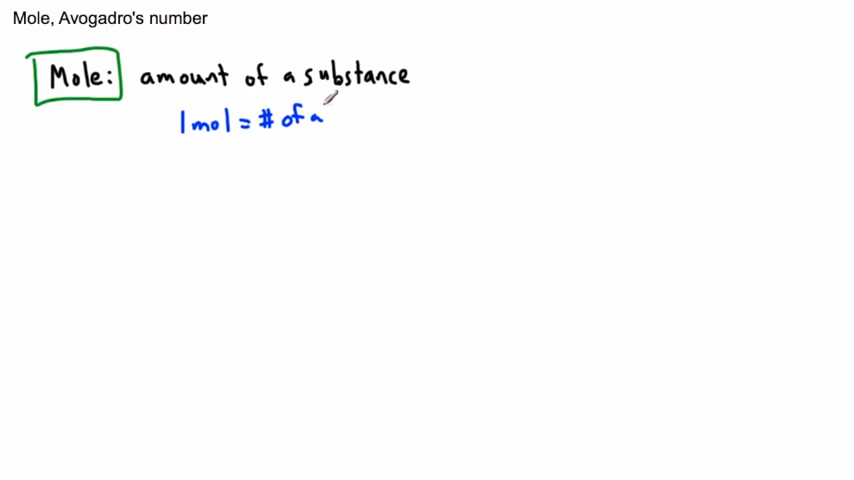 Mole, Avogadro's number
Mole: amount of a substance
1 mol = # of a